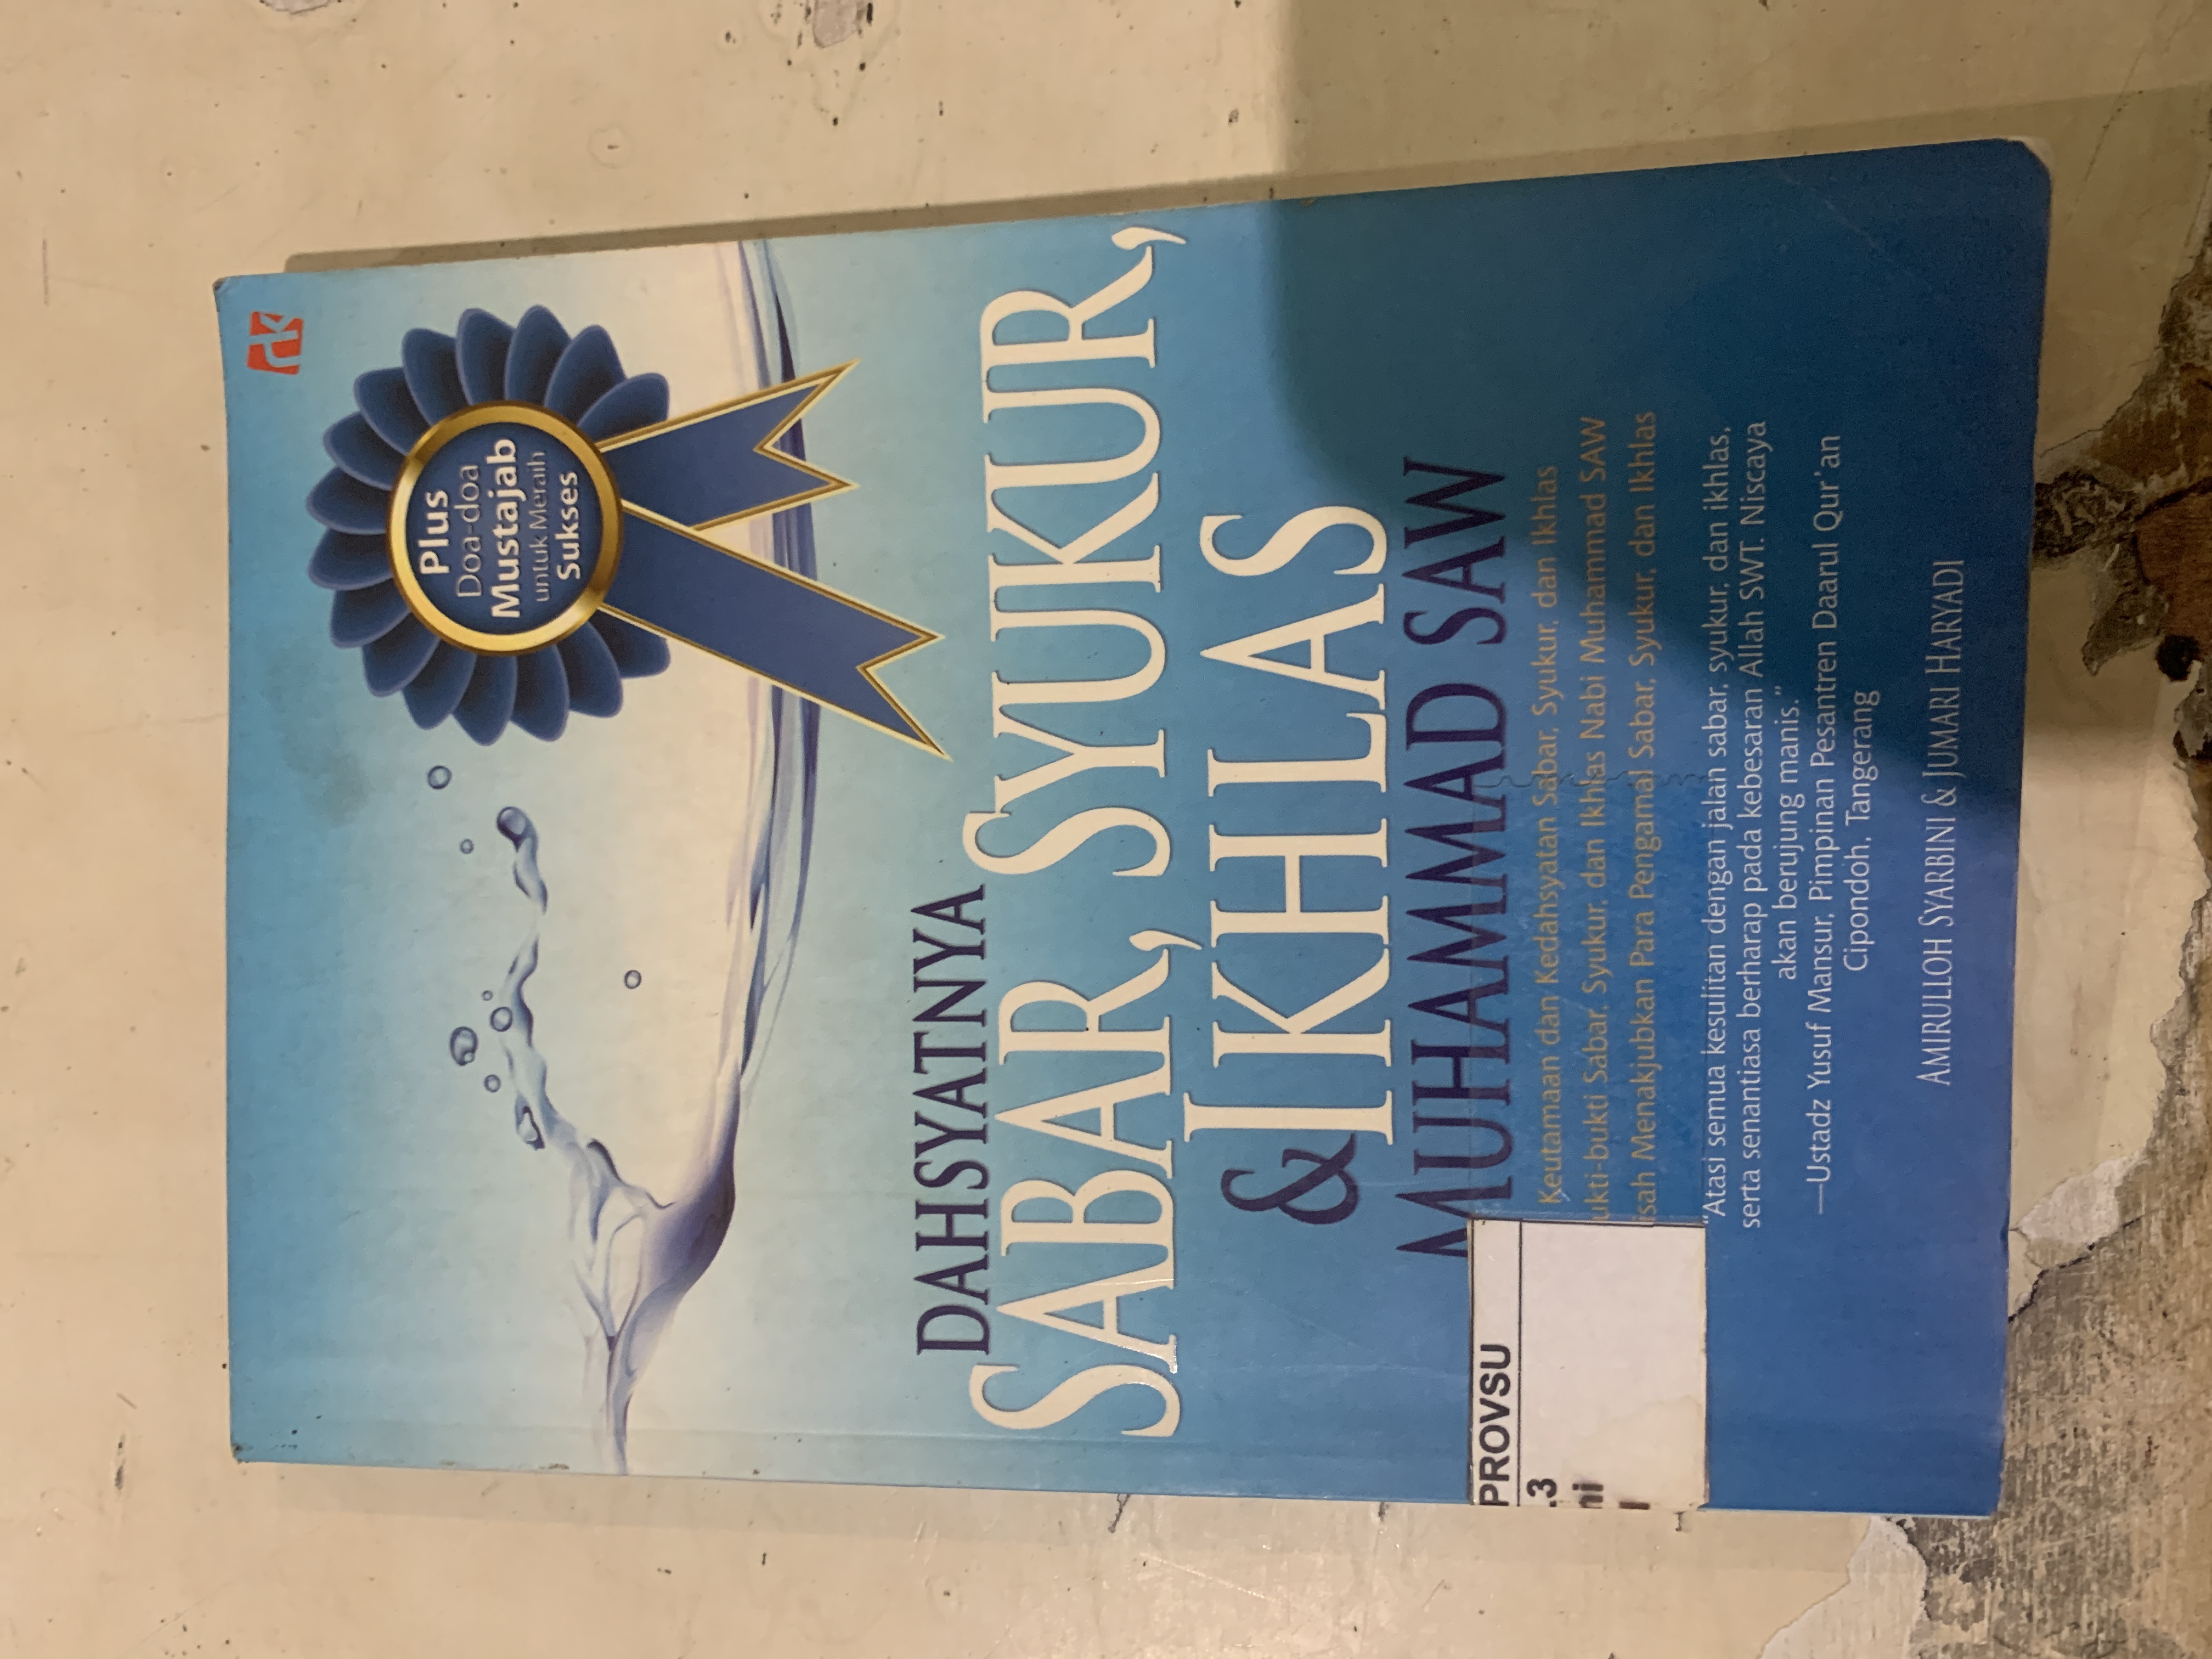 Plus
Doa-doa
Mustajab
untuk Meraih
Sukses
DAHSYATNYA
SABAR, SYUKUR,
& IKHLAS
MUHAMMAD SAW
Keutamaan dan Kedahsyatan Sabar, Syukur, dan Ikhlas
ukti-bukti Sabar, Syukur, dan Ikhlas Nabi Muhammad SAW
isah Menakjubkan Para Pengamal Sabar, Syukur, dan Ikhlas
PROVSU
.3
ni
"Atasi semua kesulitan dengan jalan sabar, syukur, dan ikhlas,
serta senantiasa berharap pada kebesaran Allah SWT. Niscaya
akan berujung manis."
—Ustadz Yusuf Mansur, Pimpinan Pesantren Daarul Qur'an
Cipondoh, Tangerang
AMIRULLOH SYARBINI & JUMARI HARYADI